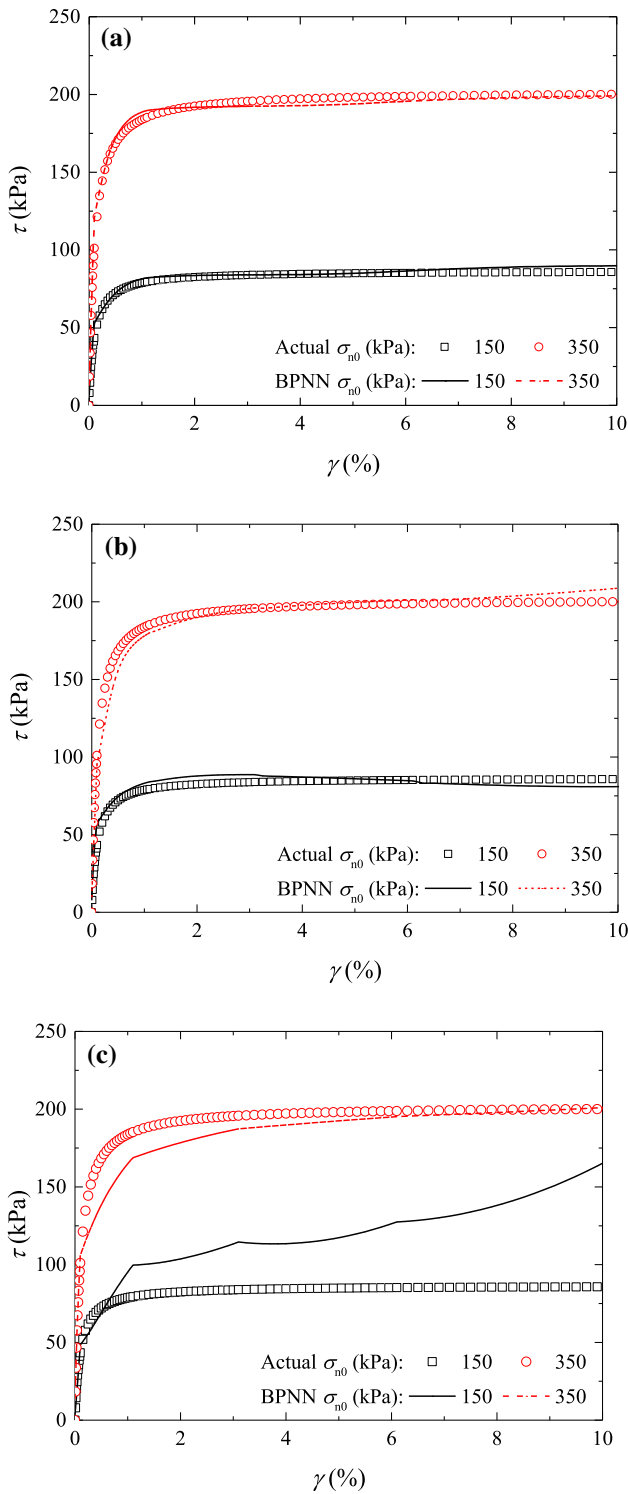 (a)
250
200
150
100
50
0
τ (kPa)
Actual σn0 (kPa): 150 350
BPNN σn0 (kPa): 150 350
0 2 4 6 8 10
γ (%)
(b)
250
200
150
100
50
0
τ (kPa)
Actual σn0 (kPa): 150 350
BPNN σn0 (kPa): 150 350
0 2 4 6 8 10
γ (%)
(c)
250
200
150
100
50
0
τ (kPa)
Actual σn0 (kPa): 150 350
BPNN σn0 (kPa): 150 350
0 2 4 6 8 10
γ (%)